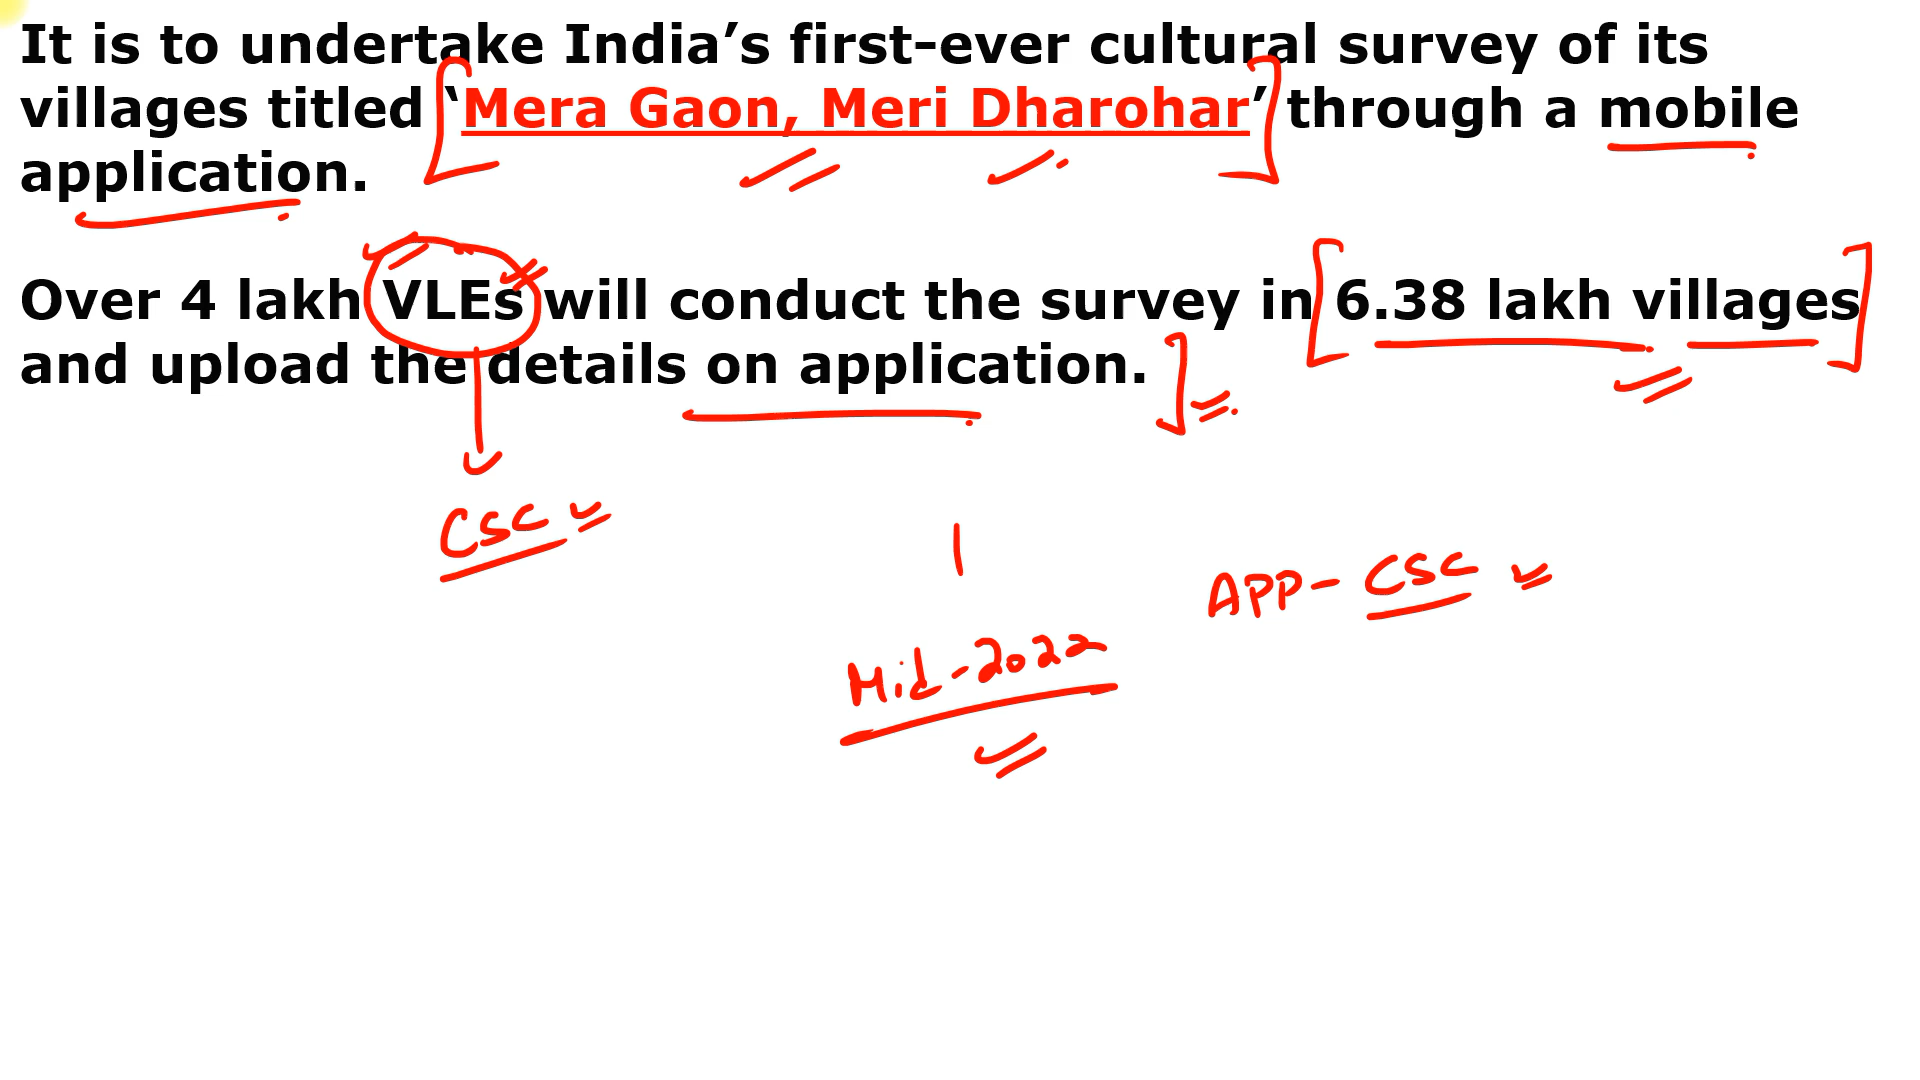 It is to undertake India’s first-ever cultural survey of its
villages titled ‘Mera Gaon, Meri Dharohar’ through a mobile
application.
Over 4 lakh VLEs will conduct the survey in 6.38 lakh villages
and upload the details on application.
CSC
APP- CSC
Mid-2022